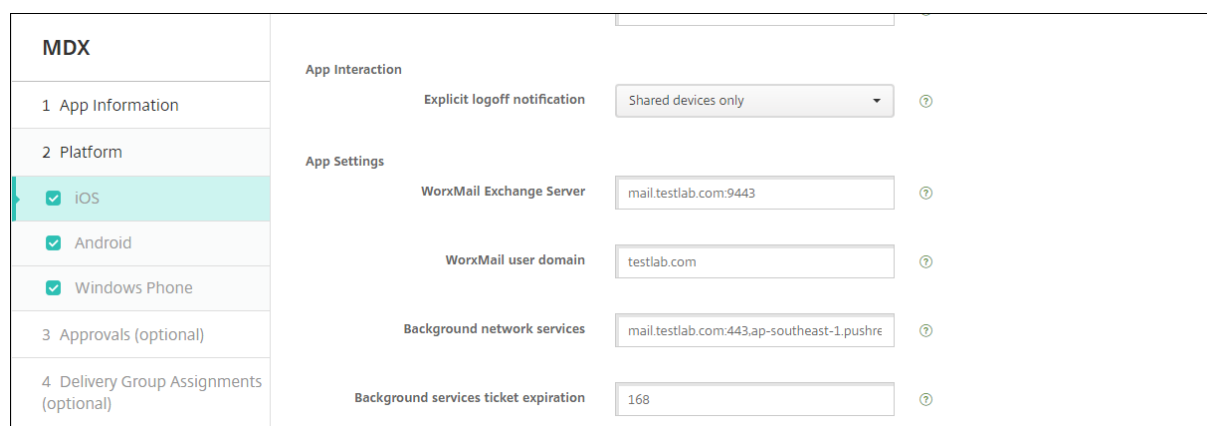 MDX
1 App Information
2 Platform
iOS
Android
Windows Phone
3 Approvals (optional)
4 Delivery Group Assignments
(optional)
App Interaction
Explicit logoff notification Shared devices only
App Settings
WorxMail Exchange Server mail.testlab.com:9443
WorxMail user domain testlab.com
Background network services mail.testlab.com:443,ap-southeast-1.pushre
Background services ticket expiration 168